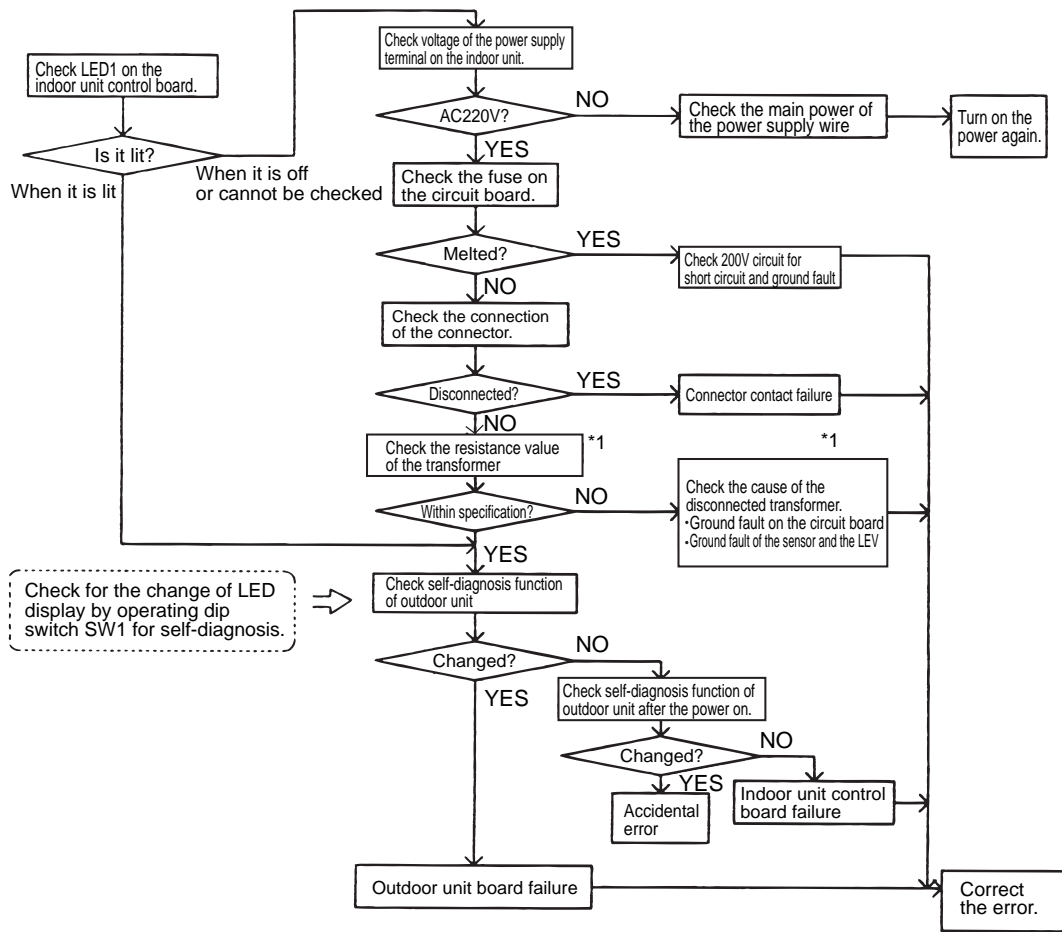 Check voltage of the power supply
terminal on the indoor unit.
Check LED1 on the
indoor unit control board.
AC220V?
NO
Check the main power of
the power supply wire
Turn on the
power again.
Is it lit?
YES
When it is lit
When it is off
or cannot be checked
Check the fuse on
the circuit board.
Melted?
YES
Check 200V circuit for
short circuit and ground fault
NO
Check the connection
of the connector.
Disconnected?
YES
Connector contact failure
NO
Check the resistance value
of the transformer
*1
*1
Within specification?
NO
Check the cause of the
disconnected transformer.
•Ground fault on the circuit board
•Ground fault of the sensor and the LEV
YES
Check for the change of LED
display by operating dip
switch SW1 for self-diagnosis.
Check self-diagnosis function
of outdoor unit
Changed?
NO
YES
Check self-diagnosis function of
outdoor unit after the power on.
Changed?
NO
YES
Accidental
error
Indoor unit control
board failure
Outdoor unit board failure
Correct
the error.